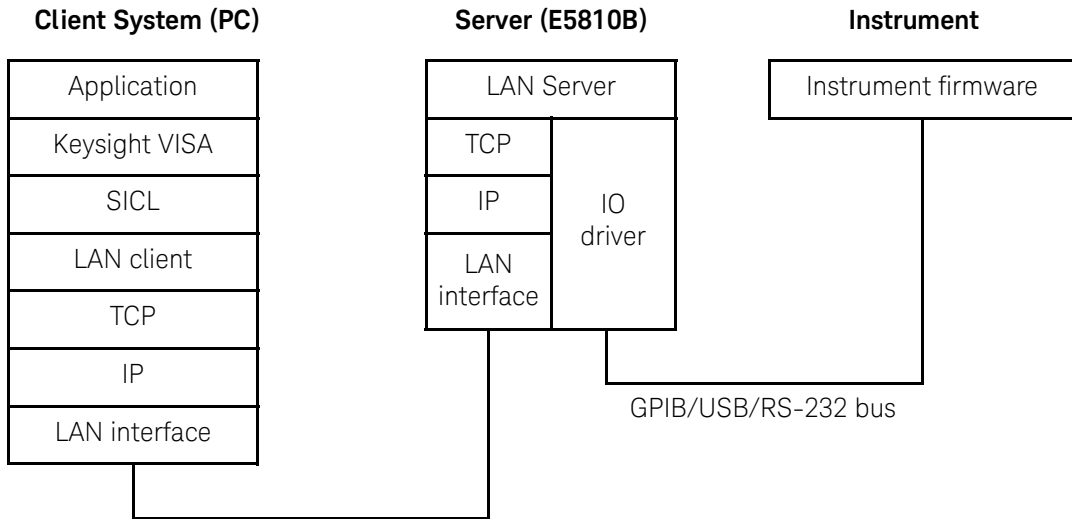 Client System (PC)
Application
Keysight VISA
SICL
LAN client
TCP
IP
LAN interface
Server (E5810B)
LAN Server
TCP
IP
LAN
interface
IO
driver
Instrument
Instrument firmware
GPIB/USB/RS-232 bus